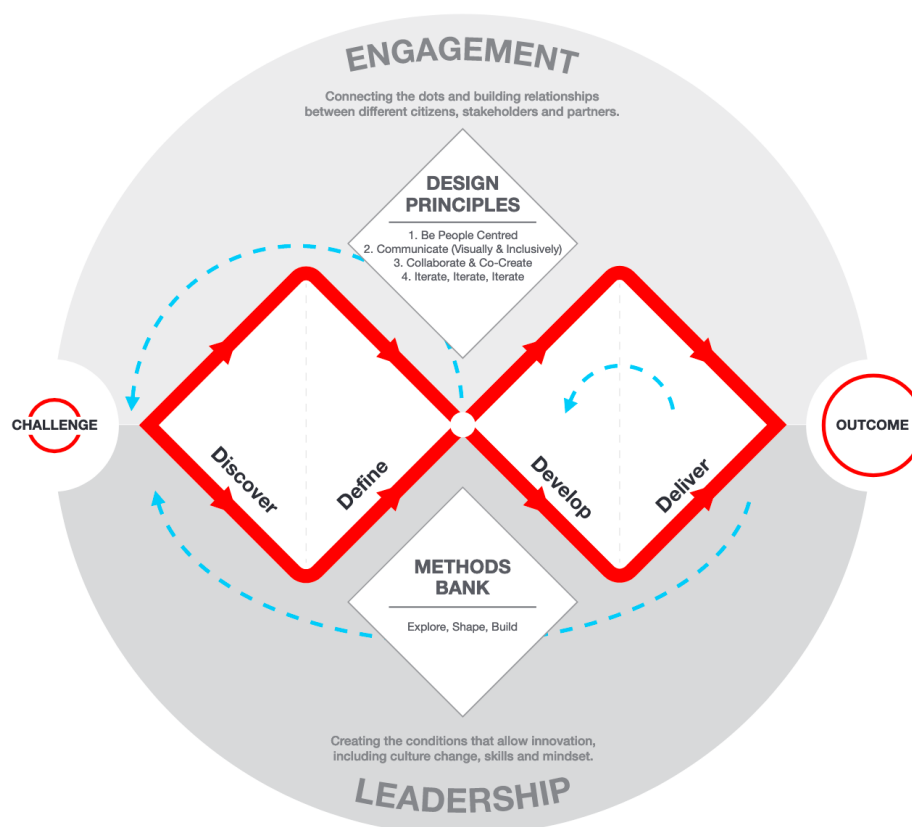 ENGAGEMENT
Connecting the dots and building relationships
between different citizens, stakeholders and partners.
DESIGN
PRINCIPLES
1. Be People Centred
2. Communicate (Visually & Inclusively)
3. Collaborate & Co-Create
4. Iterate, Iterate, Iterate
CHALLENGE
OUTCOME
Discover
Define
Develop
Deliver
METHODS
BANK
Explore, Shape, Build
Creating the conditions that allow innovation,
including culture change, skills and mindset.
LEADERSHIP